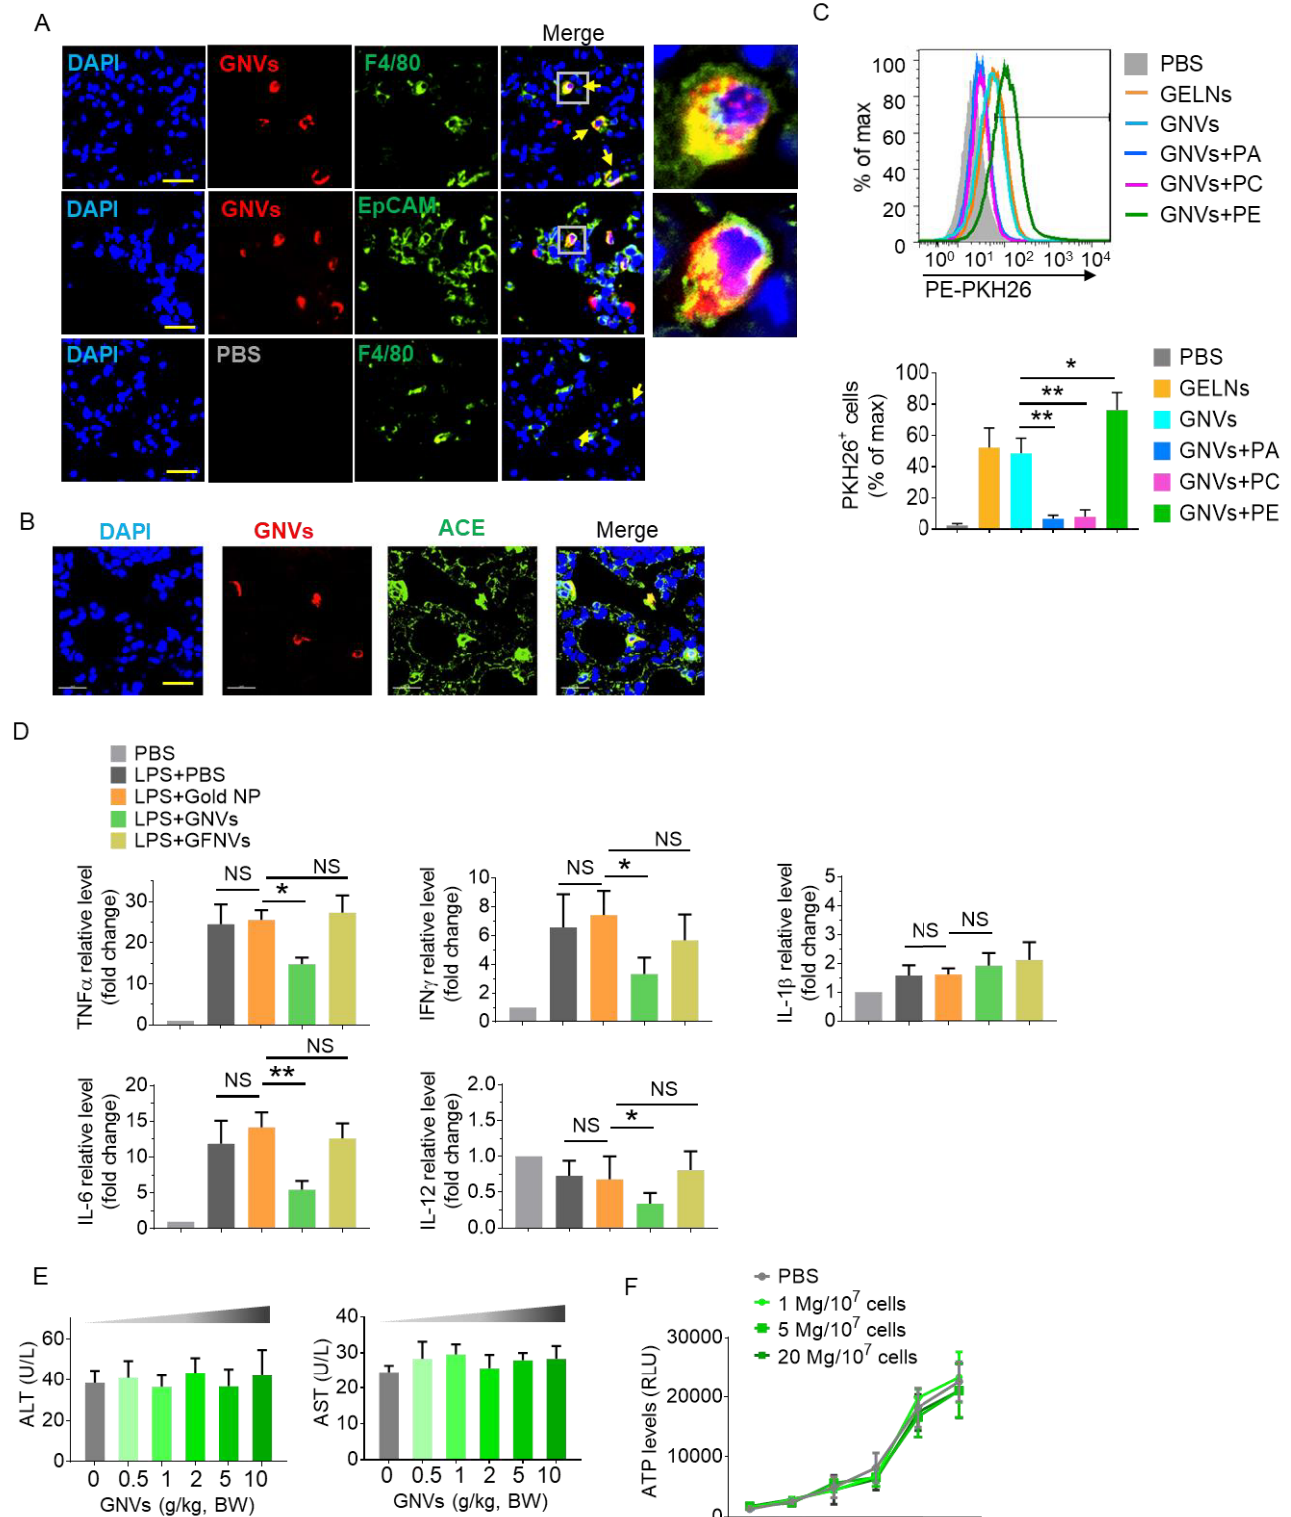 A
Merge
DAPI
GNVs
F4/80
DAPI
GNVs
EpCAM
DAPI
PBS
F4/80
B
DAPI
GNVs
ACE
Merge
C
% of max
100
80
60
40
20
0
10⁰ 10¹ 10² 10³ 10⁴
PE-PKH26
PBS
GELNs
GNVs
GNVs+PA
GNVs+PC
GNVs+PE
PKH26⁺ cells
(% of max)
100
80
60
40
20
0
*
**
**
PBS
GELNs
GNVs
GNVs+PA
GNVs+PC
GNVs+PE
D
PBS
LPS+PBS
LPS+Gold NP
LPS+GNVs
LPS+GFNVs
TNFα relative level
(fold change)
30
20
10
0
NS
*
NS
IFNγ relative level
(fold change)
10
8
6
4
2
0
NS
*
NS
IL-1β relative level
(fold change)
5
4
3
2
1
0
NS
NS
IL-6 relative level
(fold change)
20
15
10
5
0
NS
**
NS
IL-12 relative level
(fold change)
2.0
1.5
1.0
0.5
0.0
NS
*
NS
E
ALT (U/L)
60
40
20
0
0 0.5 1 2 5 10
GNVs (g/kg, BW)
AST (U/L)
40
30
20
10
0
0 0.5 1 2 5 10
GNVs (g/kg, BW)
F
PBS
1 Mg/10⁷ cells
5 Mg/10⁷ cells
20 Mg/10⁷ cells
ATP levels (RLU)
30000
20000
10000
0